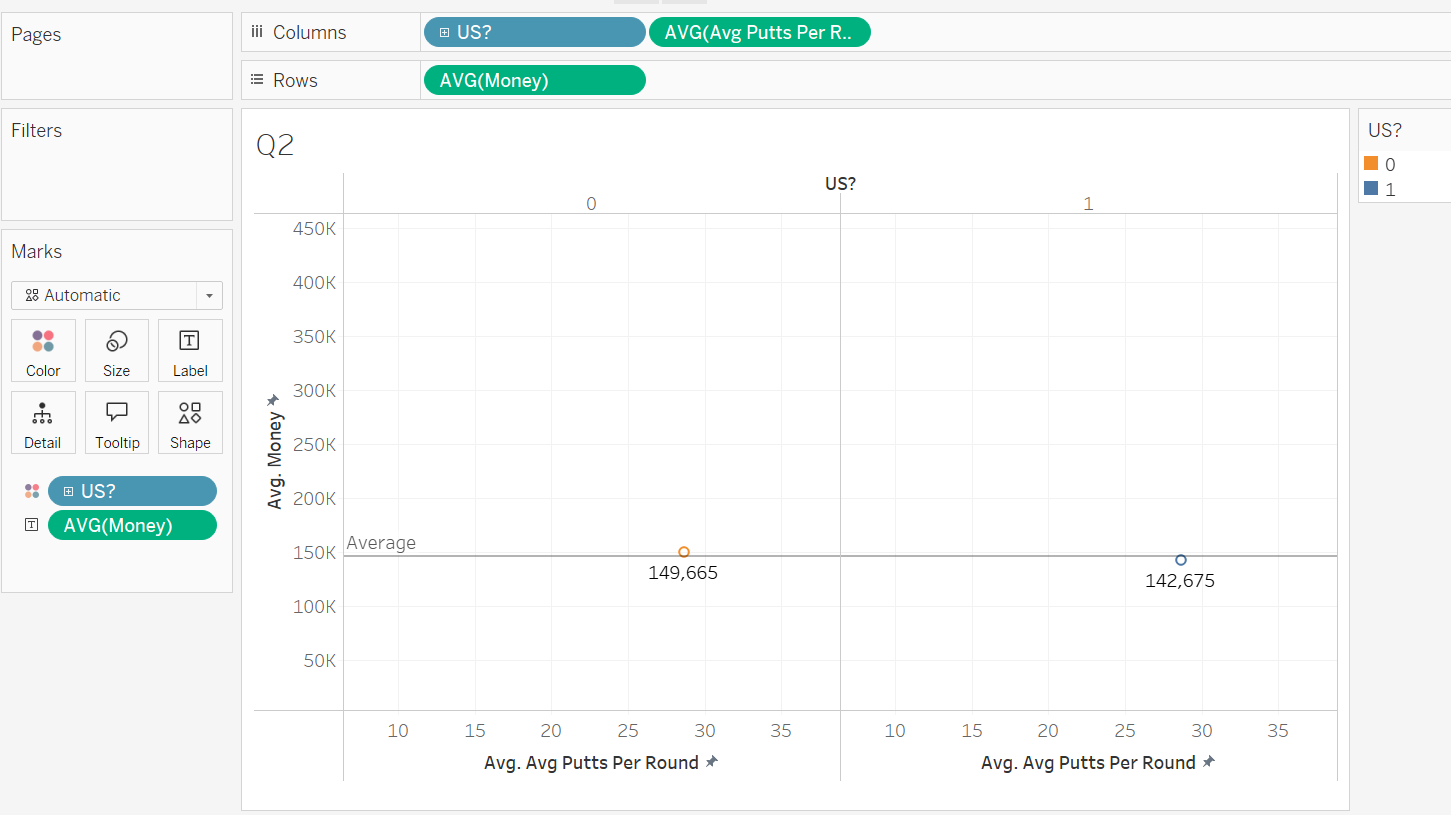 Pages
Columns
US?
AVG(Avg Putts Per R..
Rows
AVG(Money)
Filters
Marks
Automatic
Color
Size
Label
Detail
Tooltip
Shape
US?
AVG(Money)
Q2
US?
0
1
450K
400K
350K
300K
250K
200K
150K
100K
50K
Avg. Money
Average
149,665
142,675
10 15 20 25 30 35
10 15 20 25 30 35
Avg. Avg Putts Per Round
Avg. Avg Putts Per Round
US?
0
1